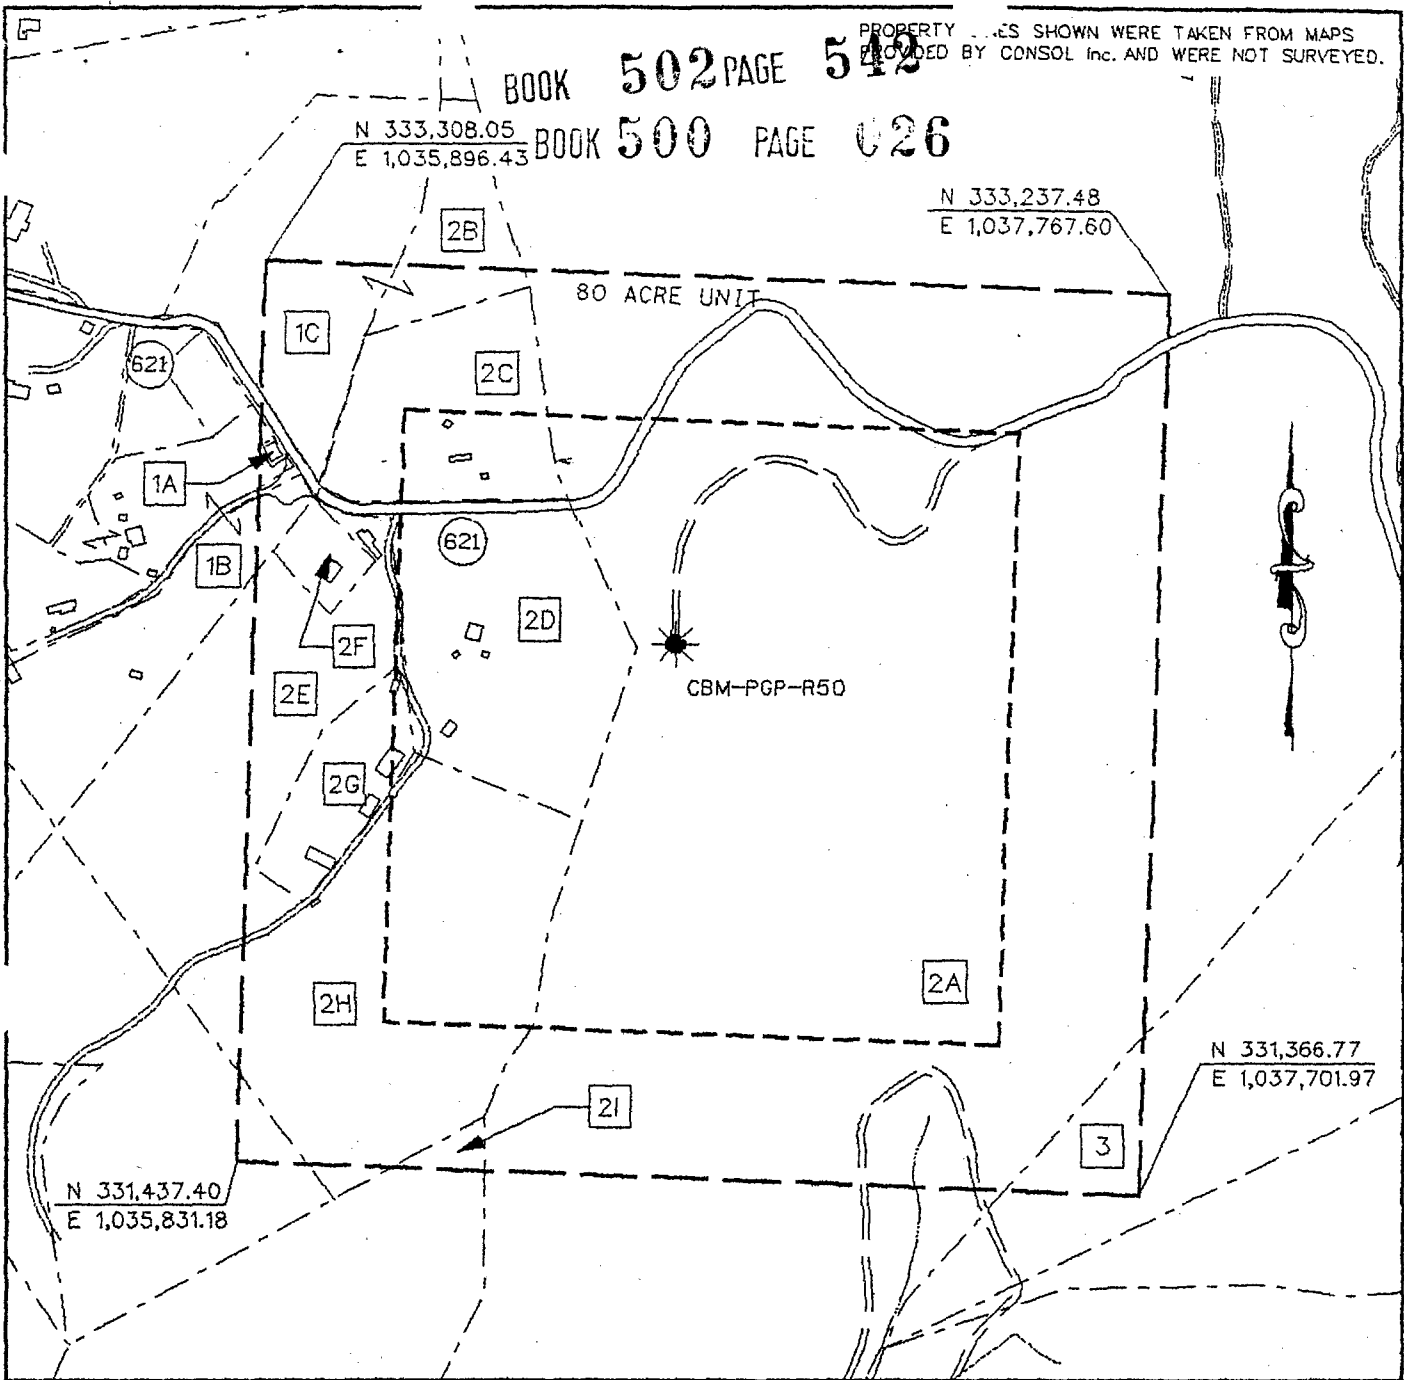 PROPERTY SHOWN WERE TAKEN FROM MAPS
BY CONSOL Inc. AND WERE NOT SURVEYED.
BOOK 502 PAGE 542
BOOK 500 PAGE 026
N 333,308.05
E 1,035,896.43
N 333,237.48
E 1,037,767.60
2B
80 ACRE UNIT
1C
621
2C
1A
621
1B
2D
2F
CBM-PGP-R50
2E
2G
2A
2H
N 331,366.77
E 1,037,701.97
2I
3
N 331,437.40
E 1,035,831.18